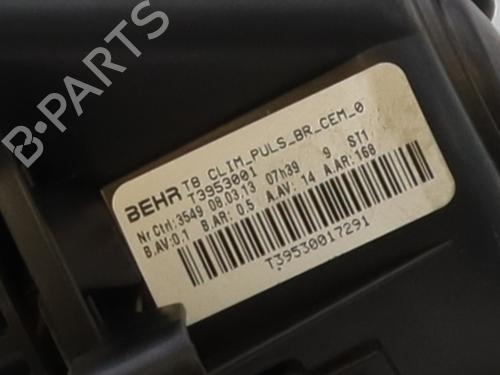 BEHR T8 CLIM_PULS_BR_CEM_0
T3953001
Nr Ctrl:3549 08.03.13 07h39 9 ST1
B.AV:0.1 B.AR: 0.5 A.AV: 14 A.AR:168
T39530017291